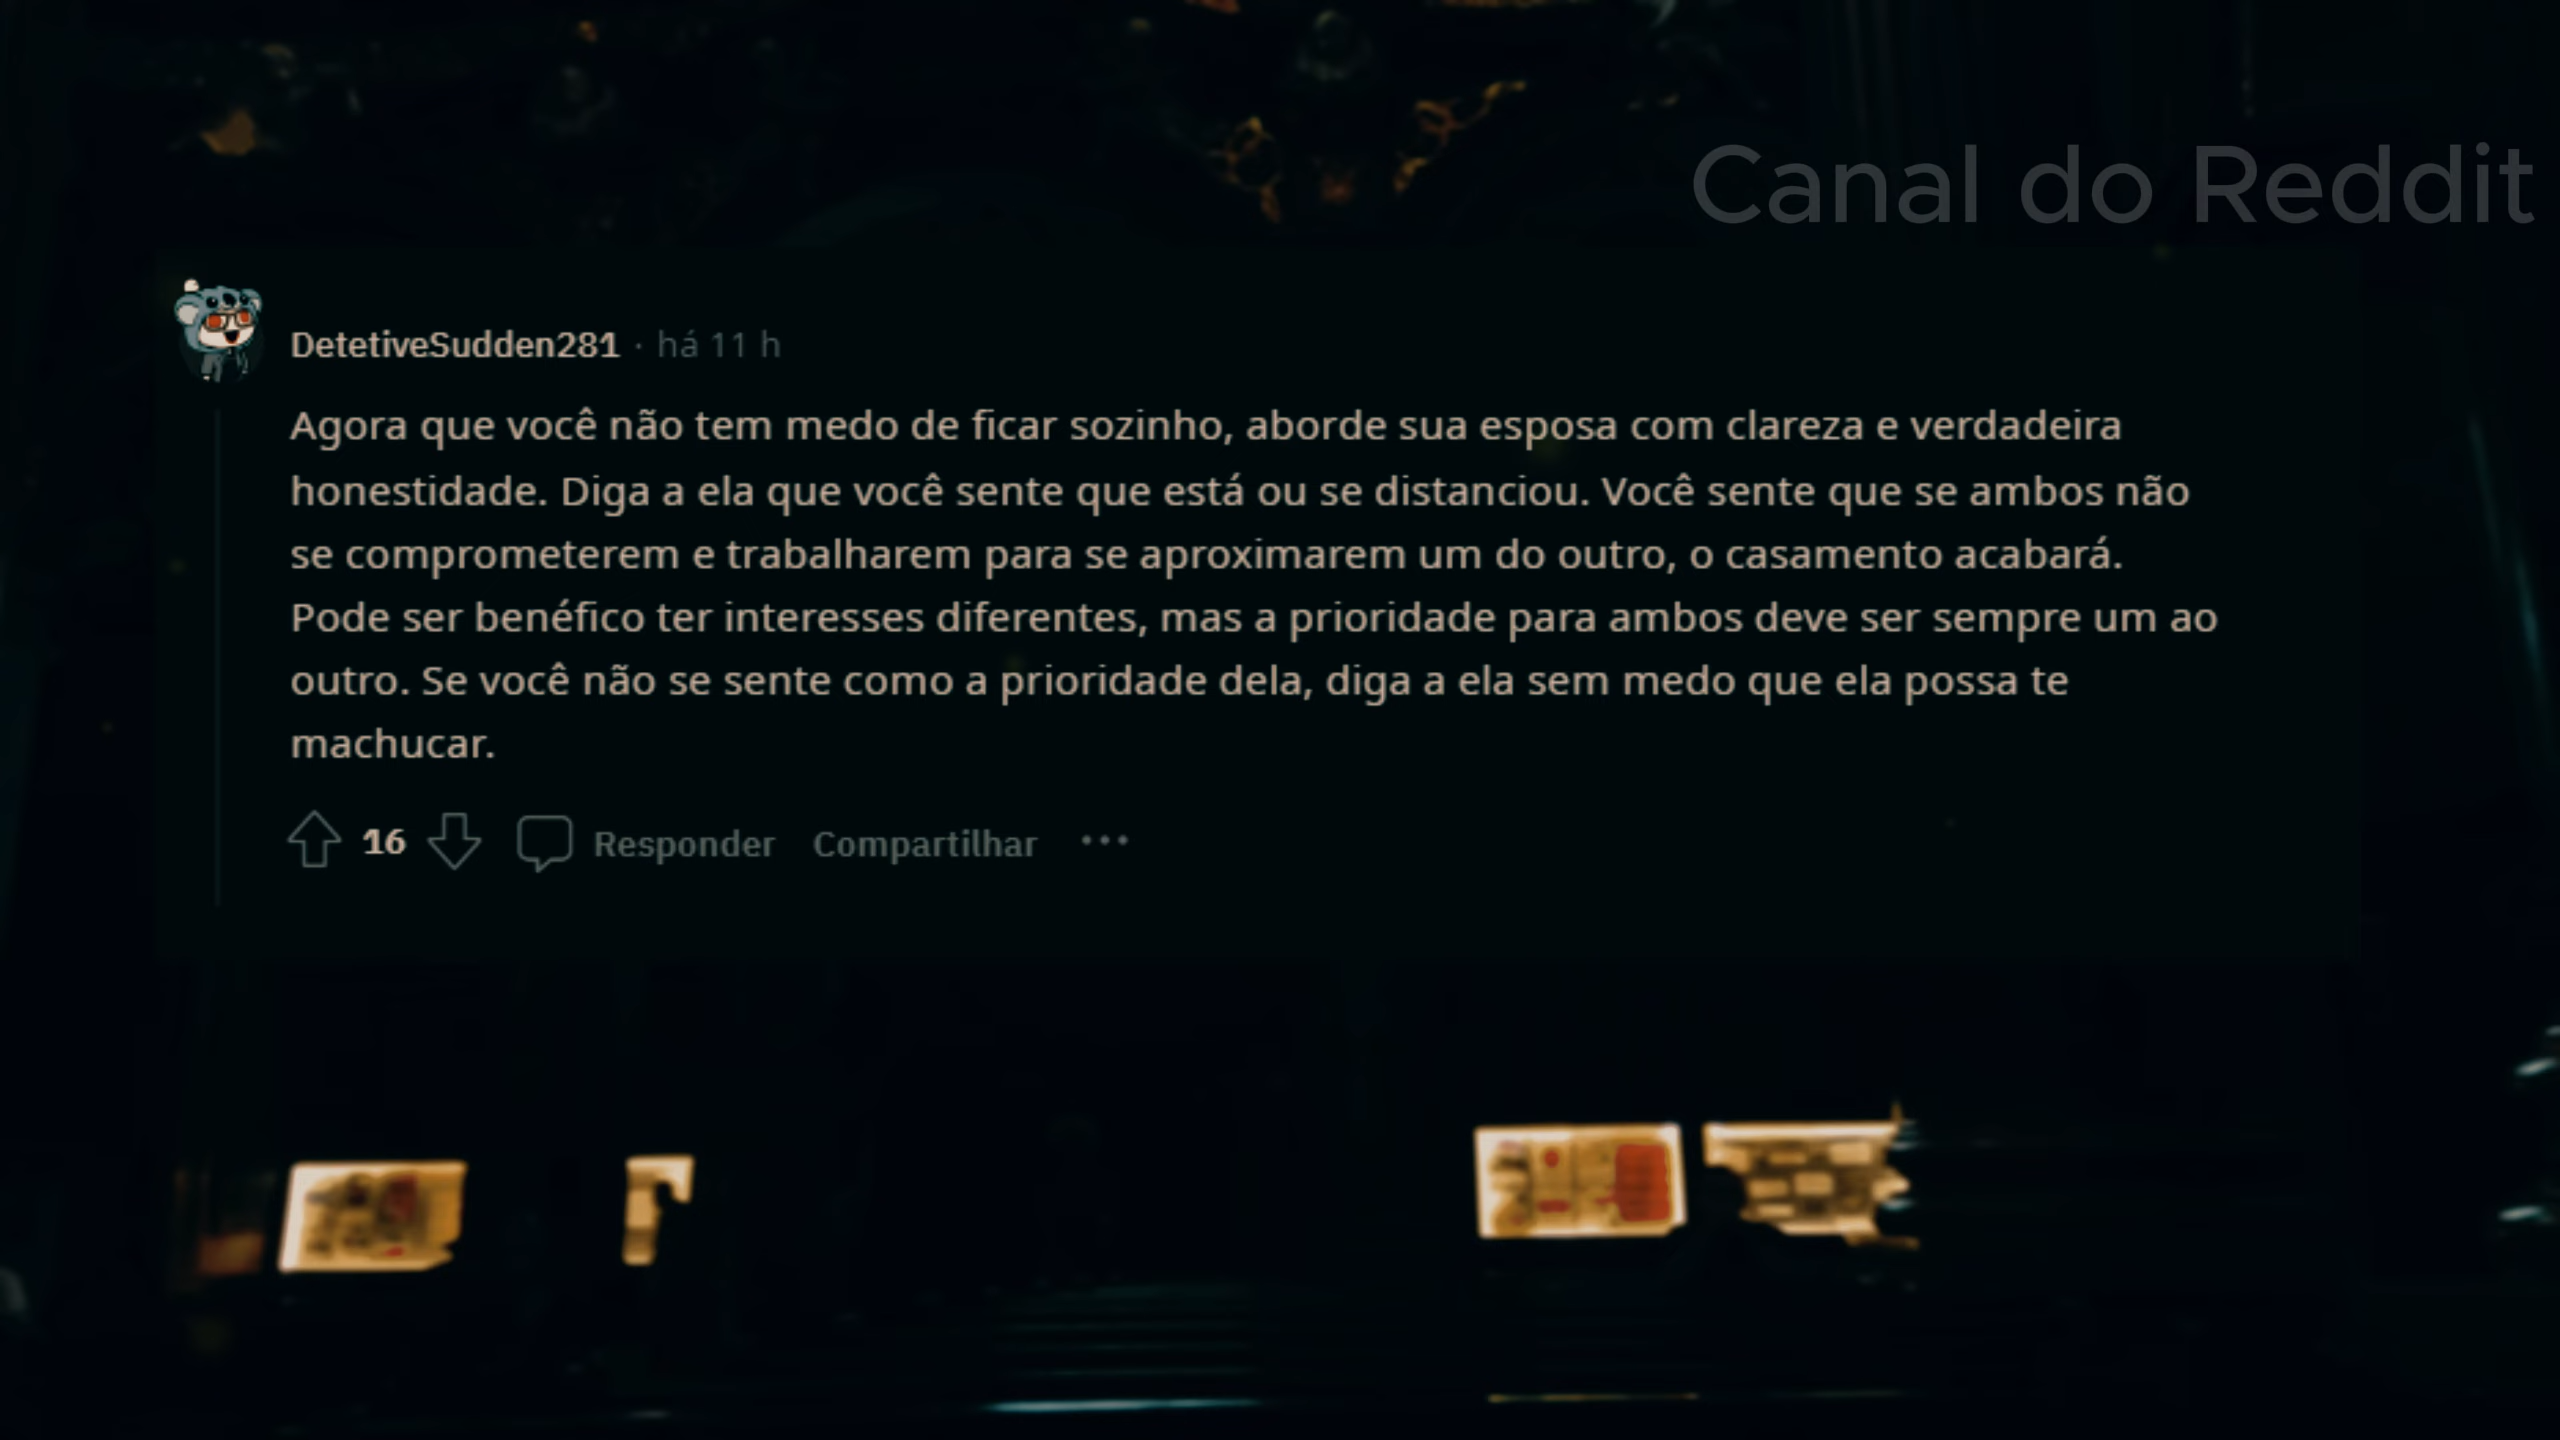 Canal do Reddit
DetetiveSudden281 · há 11 h
Agora que você não tem medo de ficar sozinho, aborde sua esposa com clareza e verdadeira
honestidade. Diga a ela que você sente que está ou se distanciou. Você sente que se ambos não
se comprometerem e trabalharem para se aproximarem um do outro, o casamento acabará.
Pode ser benéfico ter interesses diferentes, mas a prioridade para ambos deve ser sempre um ao
outro. Se você não se sente como a prioridade dela, diga a ela sem medo que ela possa te
machucar.
16 Responder Compartilhar ···